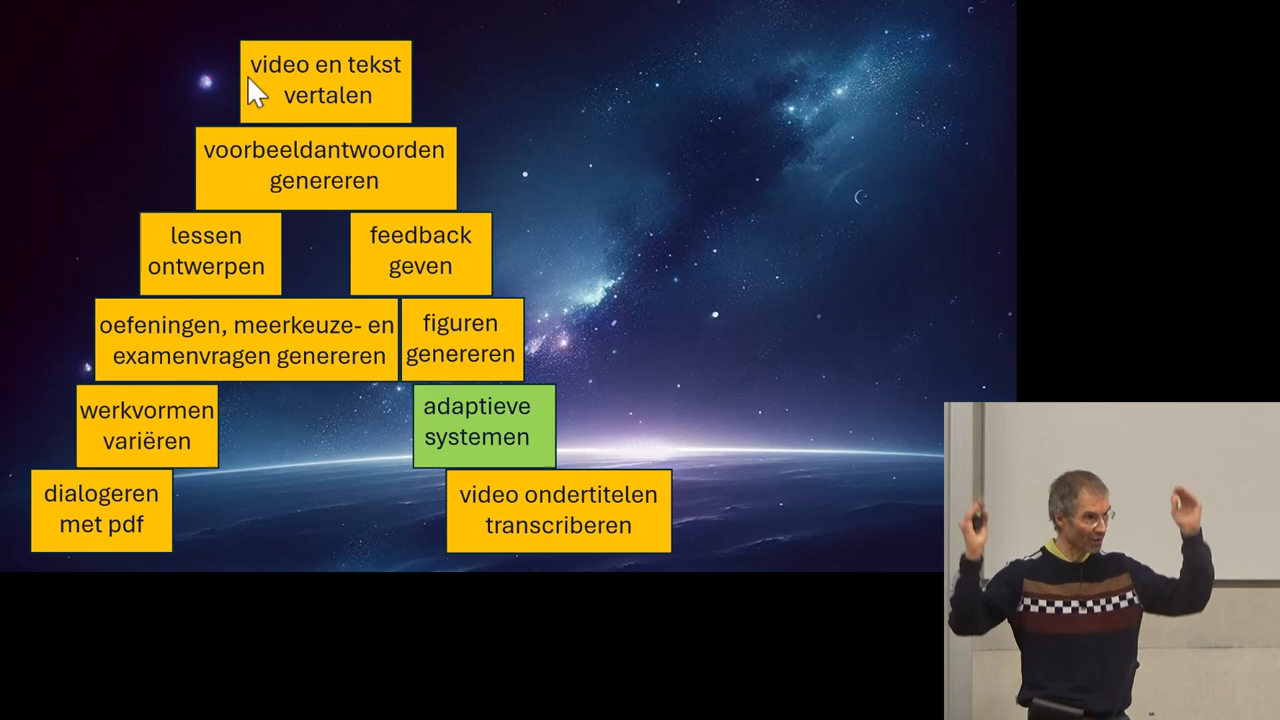 video en tekst
vertalen
voorbeeldantwoorden
genereren
lessen
ontwerpen
feedback
geven
oefeningen, meerkeuze- en
examenvragen genereren
figuren
genereren
werkvormen
variëren
adaptieve
systemen
dialogeren
met pdf
video ondertitelen
transcriberen